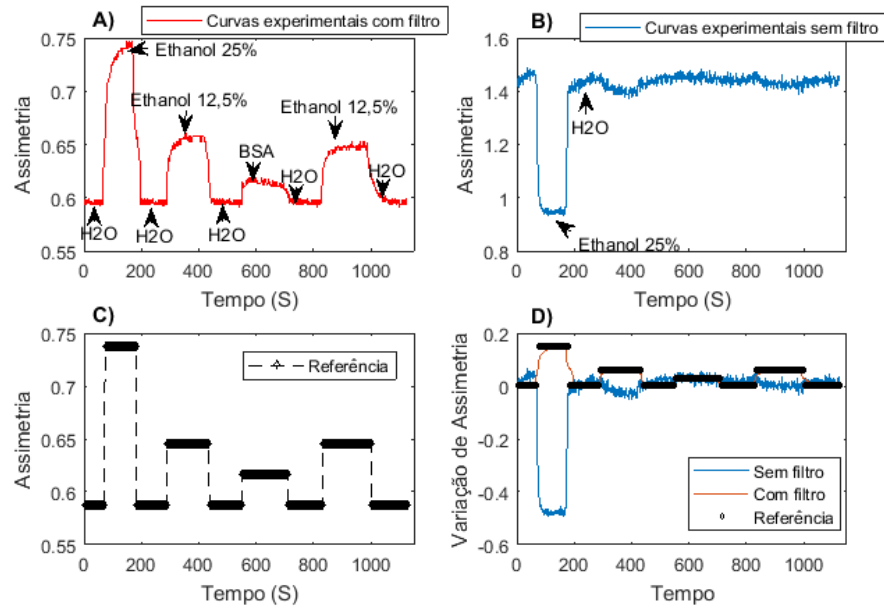 A)
Curvas experimentais com filtro
0.75
0.7
0.65
0.6
0.55
Assimetria
Ethanol 25%
Ethanol 12,5%
Ethanol 12,5%
BSA
H2O
H2O
H2O
H2O
H2O
0 200 400 600 800 1000
Tempo (S)
B)
Curvas experimentais sem filtro
1.6
1.4
1.2
1
0.8
Assimetria
H2O
Ethanol 25%
0 200 400 600 800 1000
Tempo (S)
C)
Referência
0.75
0.7
0.65
0.6
0.55
Assimetria
0 200 400 600 800 1000
Tempo (S)
D)
0.2
0
-0.2
-0.4
-0.6
Variação de Assimetria
Sem filtro
Com filtro
Referência
0 200 400 600 800 1000
Tempo